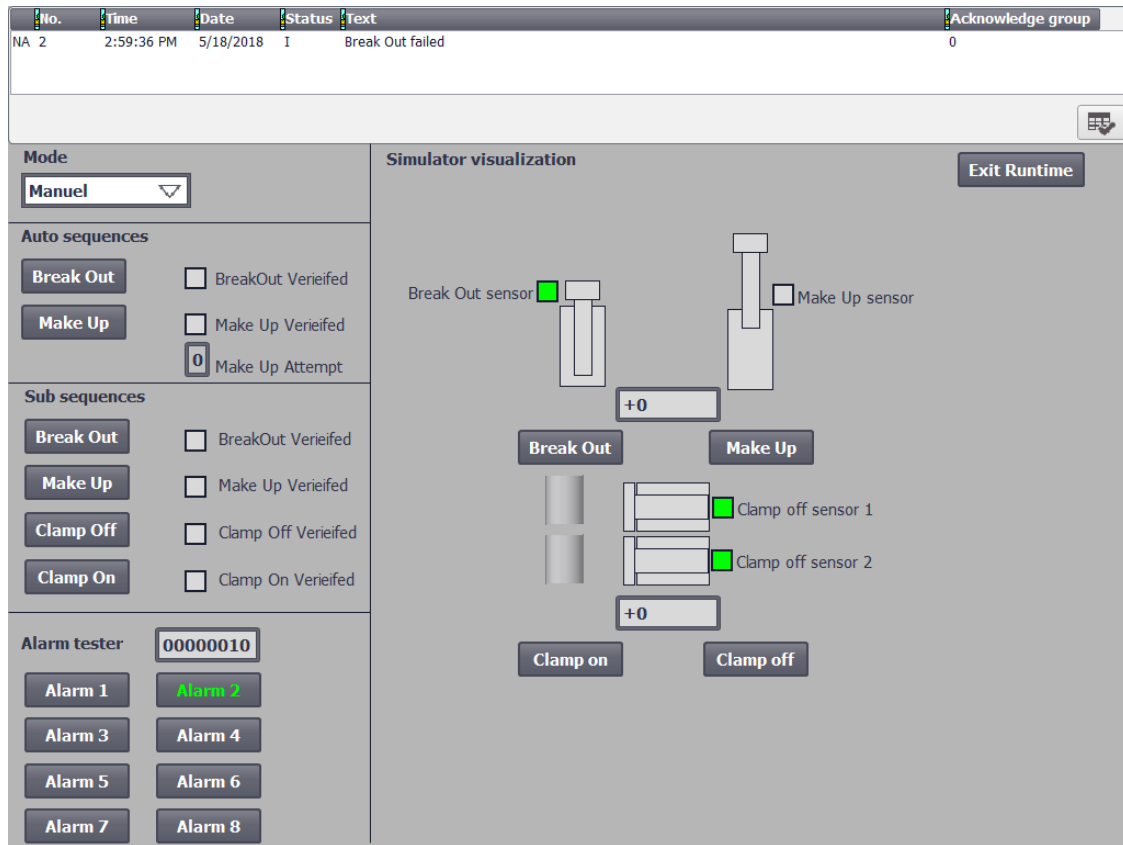 No. Time Date Status Text Acknowledge group
NA 2 2:59:36 PM 5/18/2018 I Break Out failed 0
Mode
Manuel
Auto sequences
Break Out BreakOut Verieifed
Make Up Make Up Verieifed
0 Make Up Attempt
Sub sequences
Break Out BreakOut Verieifed
Make Up Make Up Verieifed
Clamp Off Clamp Off Verieifed
Clamp On Clamp On Verieifed
Alarm tester 00000010
Alarm 1 Alarm 2
Alarm 3 Alarm 4
Alarm 5 Alarm 6
Alarm 7 Alarm 8
Simulator visualization
Exit Runtime
Break Out sensor
Make Up sensor
+0
Break Out Make Up
Clamp off sensor 1
Clamp off sensor 2
+0
Clamp on Clamp off